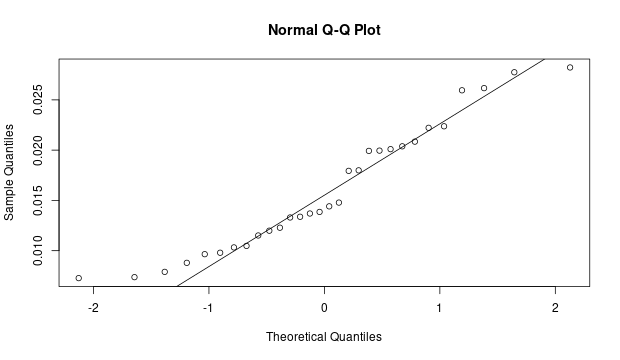 Normal Q-Q Plot
Sample Quantiles
0.025
0.020
0.015
0.010
-2 -1 0 1 2
Theoretical Quantiles